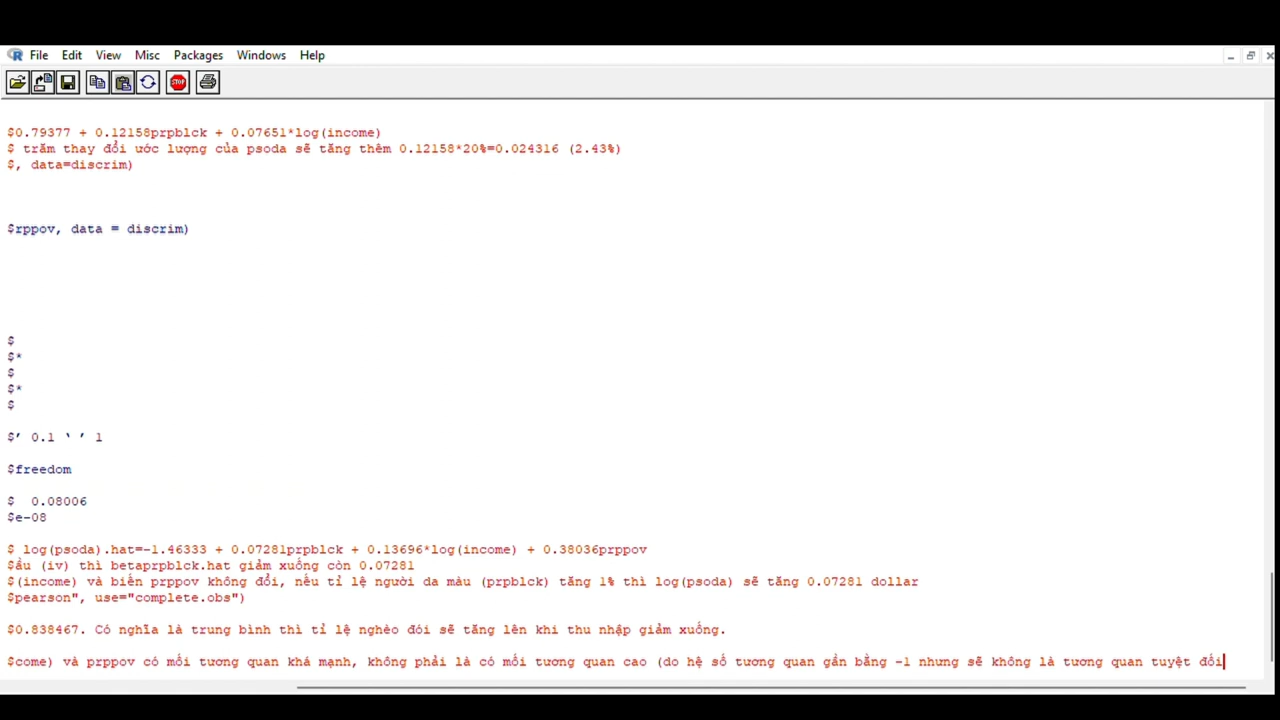 File Edit View Misc Packages Windows Help
STOP
$0.79377 + 0.12158prpblck + 0.07651*log(income)
$ trăm thay đổi ước lượng của psoda sẽ tăng thêm 0.12158*20%=0.024316 (2.43%)
$, data=discrim)
$rppov, data = discrim)
$
$*
$
$*
$
$’ 0.1 ‘ ’ 1
$freedom
$ 0.08006
$e-08
$ log(psoda).hat=-1.46333 + 0.07281prpblck + 0.13696*log(income) + 0.38036prppov
$ầu (iv) thì betaprpblck.hat giảm xuống còn 0.07281
$(income) và biến prppov không đổi, nếu tỉ lệ người da màu (prpblck) tăng 1% thì log(psoda) sẽ tăng 0.07281 dollar
$pearson", use="complete.obs")
$0.838467. Có nghĩa là trung bình thì tỉ lệ nghèo đói sẽ tăng lên khi thu nhập giảm xuống.
$come) và prppov có mối tương quan khá mạnh, không phải là có mối tương quan cao (do hệ số tương quan gần bằng -1 nhưng sẽ không là tương quan tuyệt đối